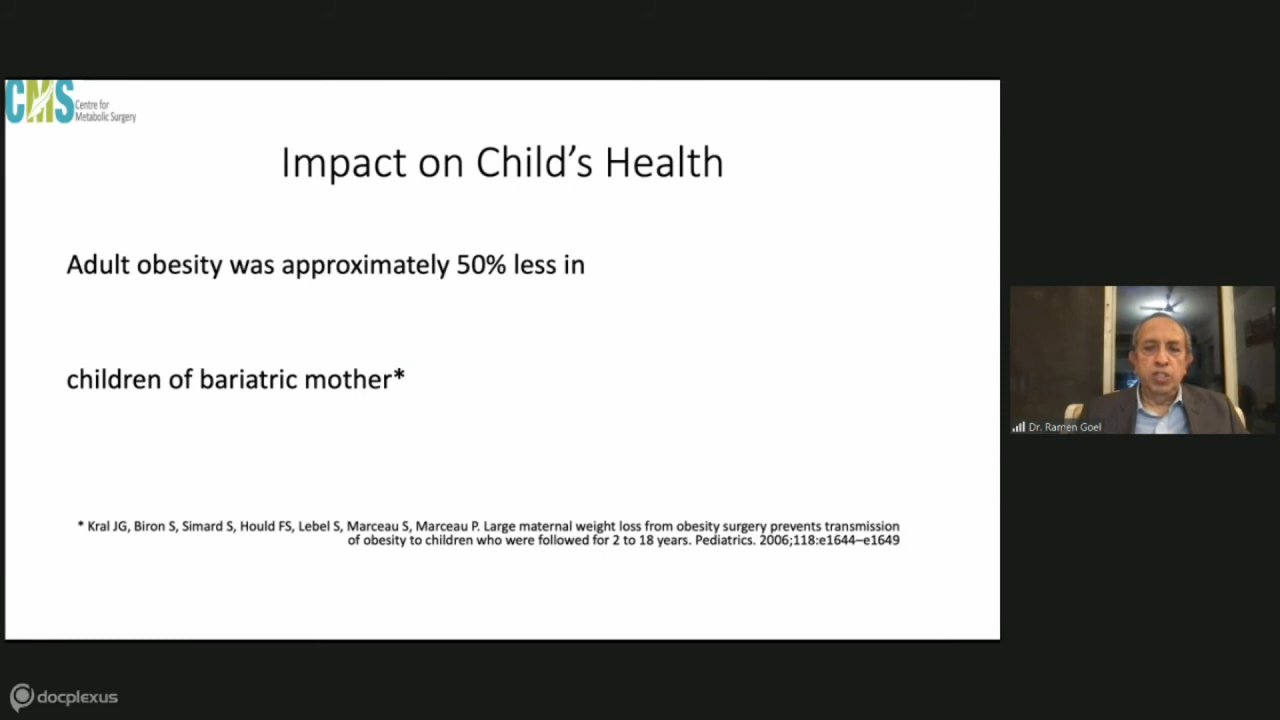 CMS Centre for
Metabolic Surgery
Impact on Child's Health
Adult obesity was approximately 50% less in
children of bariatric mother*
* Kral JG, Biron S, Simard S, Hould FS, Lebel S, Marceau S, Marceau P. Large maternal weight loss from obesity surgery prevents transmission
of obesity to children who were followed for 2 to 18 years. Pediatrics. 2006;118:e1644–e1649
Dr. Ramen Goel
docplexus